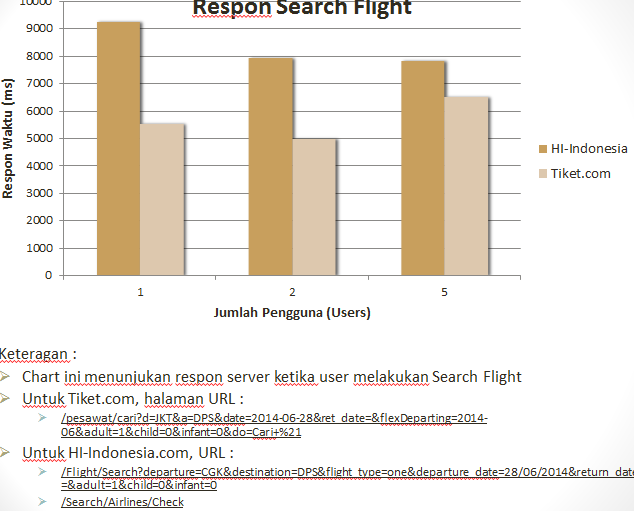 Respon Search Flight
10000
9000
8000
7000
6000
5000
4000
3000
2000
1000
0
Respon Waktu (ms)
1
2
5
Jumlah Pengguna (Users)
HI-Indonesia
Tiket.com
Keteragan :
Chart ini menunjukan respon server ketika user melakukan Search Flight
Untuk Tiket.com, halaman URL :
/pesawat/cari?d=JKT&a=DPS&date=2014-06-28&ret_date=&flexDeparting=2014-
06&adult=1&child=0&infant=0&do=Cari+%21
Untuk HI-Indonesia.com, URL :
/Flight/Search?departure=CGK&destination=DPS&flight_type=one&departure_date=28/06/2014&return_date
=&adult=1&child=0&infant=0
/Search/Airlines/Check